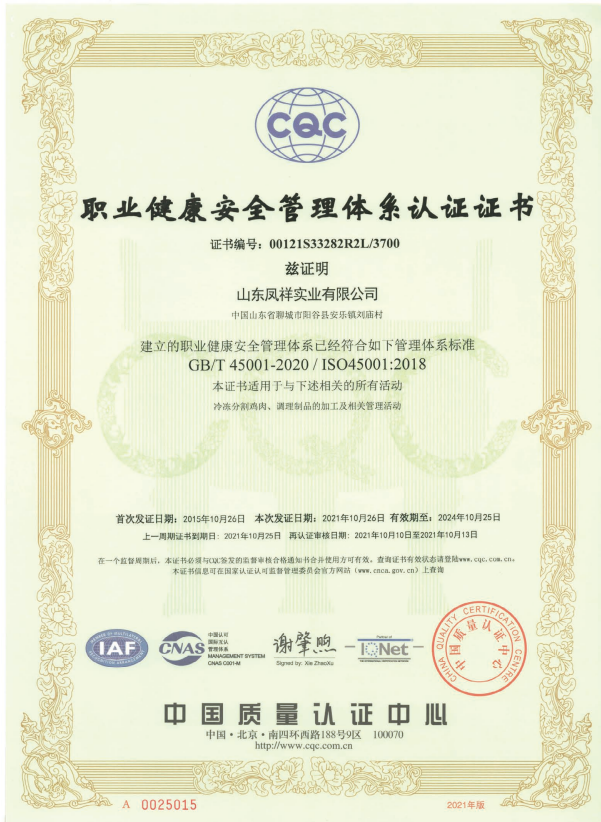 CQC
职业健康安全管理体系认证证书
证书编号：00121S33282R2L/3700
兹证明
山东凤祥实业有限公司
中国山东省聊城市阳谷县安乐镇刘庙村
建立的职业健康安全管理体系已经符合如下管理体系标准
GB/T 45001-2020 / ISO45001:2018
本证书适用于与下述相关的所有活动
冷冻分割鸡肉、调理制品的加工及相关管理活动
首次发证日期：2015年10月26日 本次发证日期：2021年10月26日 有效期至：2024年10月25日
上一周期证书到期日：2021年10月25日 再认证审核日期：2021年10月10日至2021年10月13日
在一个监督周期后，本证书必须与CQC签发的监督审核合格通知书合并使用方可有效。查询证书有效状态请登陆www.cqc.com.cn。
本证书信息可在国家认证认可监督管理委员会官方网站（www.cnca.gov.cn）上查询
IAF
CNAS
中国认可
国际互认
管理体系
MANAGEMENT SYSTEM
CNAS C001-M
谢肇煦
Signed by: Xie ZhaoXu
Partner of
IQNet
CHINA QUALITY CERTIFICATION CENTRE
中国质量认证中心
中国质量认证中心
中国·北京·南四环西路188号9区 100070
http://www.cqc.com.cn
A 0025015
2021年版